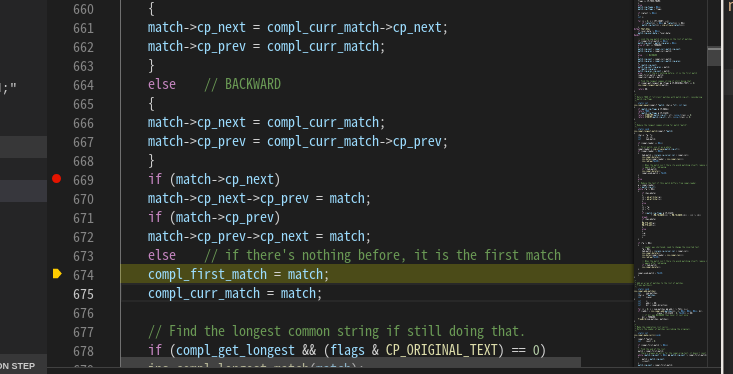 660 {
661 match->cp_next = compl_curr_match->cp_next;
662 match->cp_prev = compl_curr_match;
663 }
664 else // BACKWARD
665 {
666 match->cp_next = compl_curr_match;
667 match->cp_prev = compl_curr_match->cp_prev;
668 }
669 if (match->cp_next)
670 match->cp_next->cp_prev = match;
671 if (match->cp_prev)
672 match->cp_prev->cp_next = match;
673 else // if there's nothing before, it is the first match
674 compl_first_match = match;
675 compl_curr_match = match;
676
677 // Find the longest common string if still doing that.
678 if (compl_get_longest && (flags & CP_ORIGINAL_TEXT) == 0)
;"
ON STEP